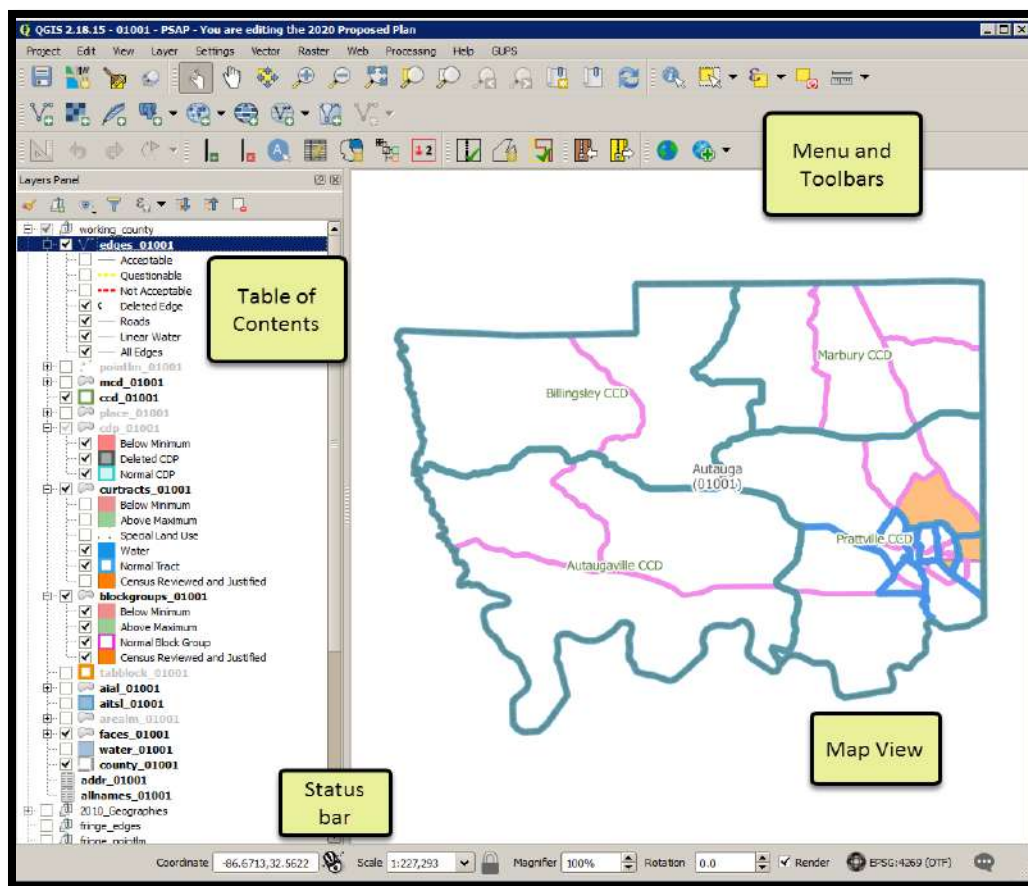 QGIS 2.18.15 - 01001 - PSAP - You are editing the 2020 Proposed Plan
Project Edit View Layer Settings Vector Raster Web Processing Help GUPS
Menu and
Toolbars
Layers Panel
working_county
edges_01001
Acceptable
Questionable
Not Acceptable
Deleted Edge
Roads
Linear Water
All Edges
Table of
Contents
pointlm_01001
mcd_01001
ccd_01001
place_01001
cdp_01001
Below Minimum
Deleted CDP
Normal CDP
curtracts_01001
Below Minimum
Above Maximum
Special Land Use
Water
Normal Tract
Census Reviewed and Justified
blockgroups_01001
Below Minimum
Above Maximum
Normal Block Group
Census Reviewed and Justified
tabblock_01001
aial_01001
aitsl_01001
arealm_01001
faces_01001
water_01001
county_01001
addr_01001
allnames_01001
2010_Geographies
fringe_edges
fringe_pointlm
Marbury CCD
Billingsley CCD
Autauga
(01001)
Prattville CCD
Autaugaville CCD
Map View
Status
bar
Coordinate -86.6713,32.5622 Scale 1:227,293 Magnifier 100% Rotation 0.0 Render EPSG:4269 (OTF)